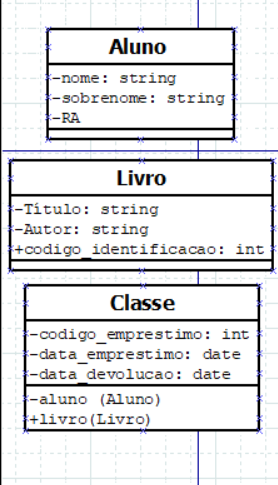 Aluno
-nome: string
-sobrenome: string
-RA
Livro
-Título: string
-Autor: string
+codigo_identificacao: int
Classe
-codigo_emprestimo: int
-data_emprestimo: date
-data_devolucao: date
-aluno (Aluno)
+livro(Livro)